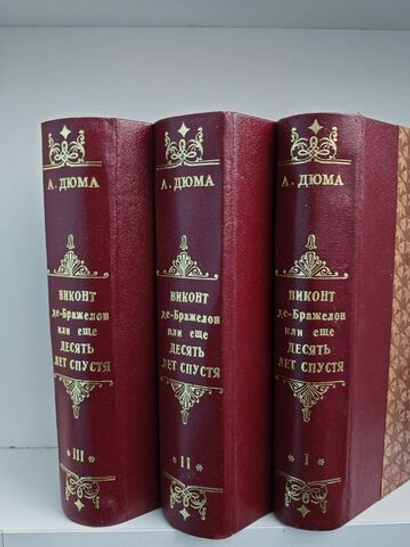 А. ДЮМА
ВИКОНТ
де-Бражелон
или еще
ДЕСЯТЬ
ЛЕТ СПУСТЯ
* III *
А. ДЮМА
ВИКОНТ
де-Бражелон
или еще
ДЕСЯТЬ
ЛЕТ СПУСТЯ
* II *
А. ДЮМА
ВИКОНТ
де-Бражелон
или еще
ДЕСЯТЬ
ЛЕТ СПУСТЯ
* I *